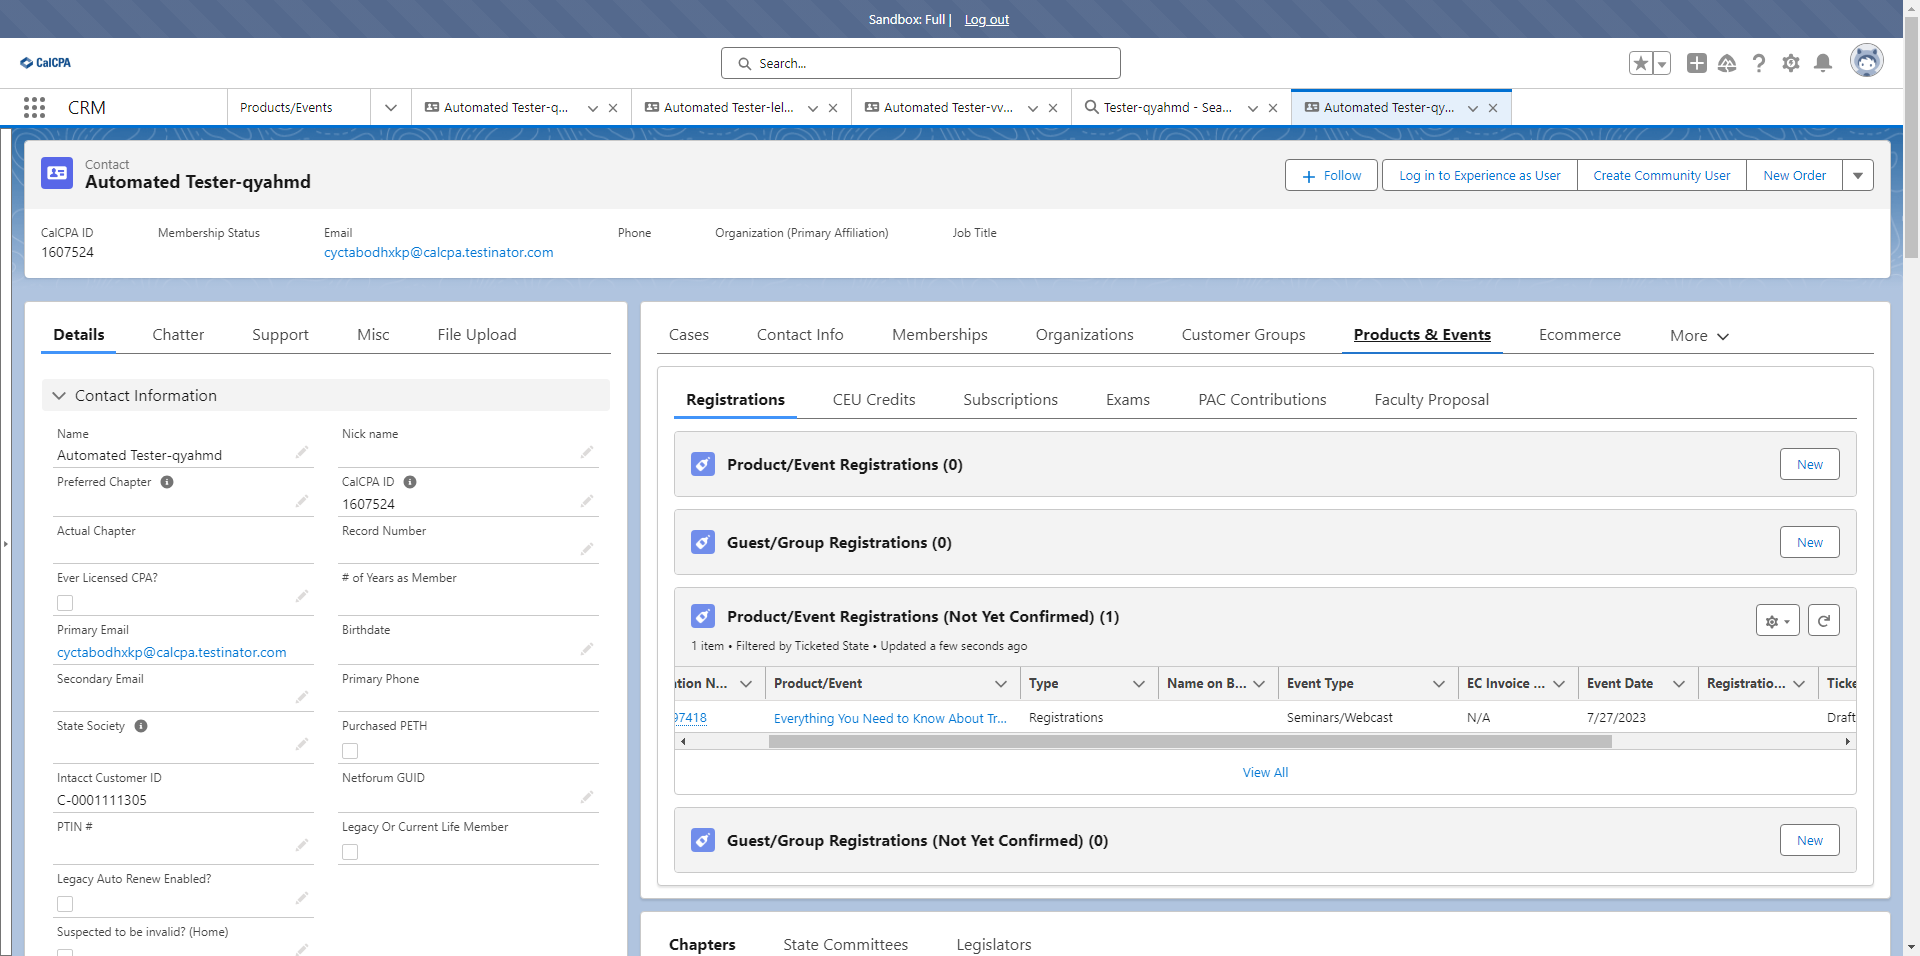 Sandbox: Full | Log out
CalCPA
Search...
CRM
Products/Events
Automated Tester-q...
Automated Tester-lel...
Automated Tester-vv...
Tester-qyahmd - Sea...
Automated Tester-qy...
Contact
Automated Tester-qyahmd
Follow
Log in to Experience as User
Create Community User
New Order
CalCPA ID
1607524
Membership Status
Email
cyctabodhxkp@calcpa.testinator.com
Phone
Organization (Primary Affiliation)
Job Title
Details
Chatter
Support
Misc
File Upload
Contact Information
Name
Automated Tester-qyahmd
Nick name
Preferred Chapter
CalCPA ID
1607524
Actual Chapter
Record Number
Ever Licensed CPA?
# of Years as Member
Primary Email
cyctabodhxkp@calcpa.testinator.com
Birthdate
Secondary Email
Primary Phone
State Society
Purchased PETH
Intacct Customer ID
C-0001111305
Netforum GUID
PTIN #
Legacy Or Current Life Member
Legacy Auto Renew Enabled?
Suspected to be invalid? (Home)
Cases
Contact Info
Memberships
Organizations
Customer Groups
Products & Events
Ecommerce
More
Registrations
CEU Credits
Subscriptions
Exams
PAC Contributions
Faculty Proposal
Product/Event Registrations (0)
New
Guest/Group Registrations (0)
New
Product/Event Registrations (Not Yet Confirmed) (1)
1 item • Filtered by Ticketed State • Updated a few seconds ago
tion N...
Product/Event
Type
Name on B...
Event Type
EC Invoice ...
Event Date
Registratio...
Ticke
97418
Everything You Need to Know About Tr...
Registrations
Seminars/Webcast
N/A
7/27/2023
Draft
View All
Guest/Group Registrations (Not Yet Confirmed) (0)
New
Chapters
State Committees
Legislators